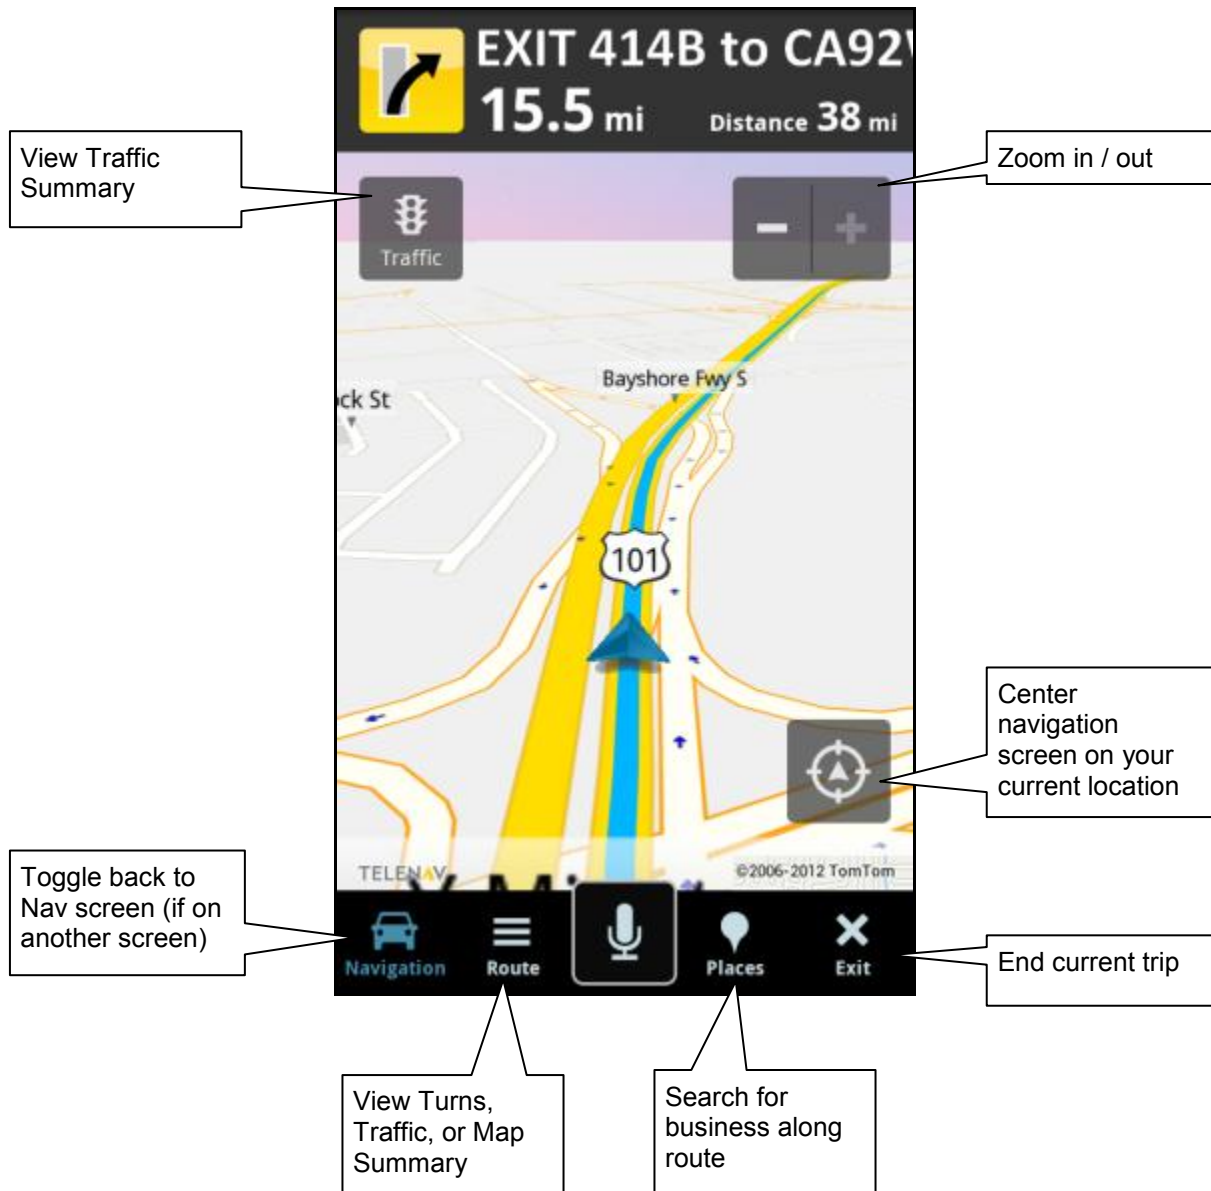 EXIT 414B to CA92
15.5 mi
Distance 38 mi
View Traffic
Summary
Zoom in / out
Traffic
Bayshore Fwy S
ck St
101
Center
navigation
screen on your
current location
TELENAV
©2006-2012 TomTom
Toggle back to
Nav screen (if on
another screen)
Navigation
Route
Places
Exit
End current trip
View Turns,
Traffic, or Map
Summary
Search for
business along
route